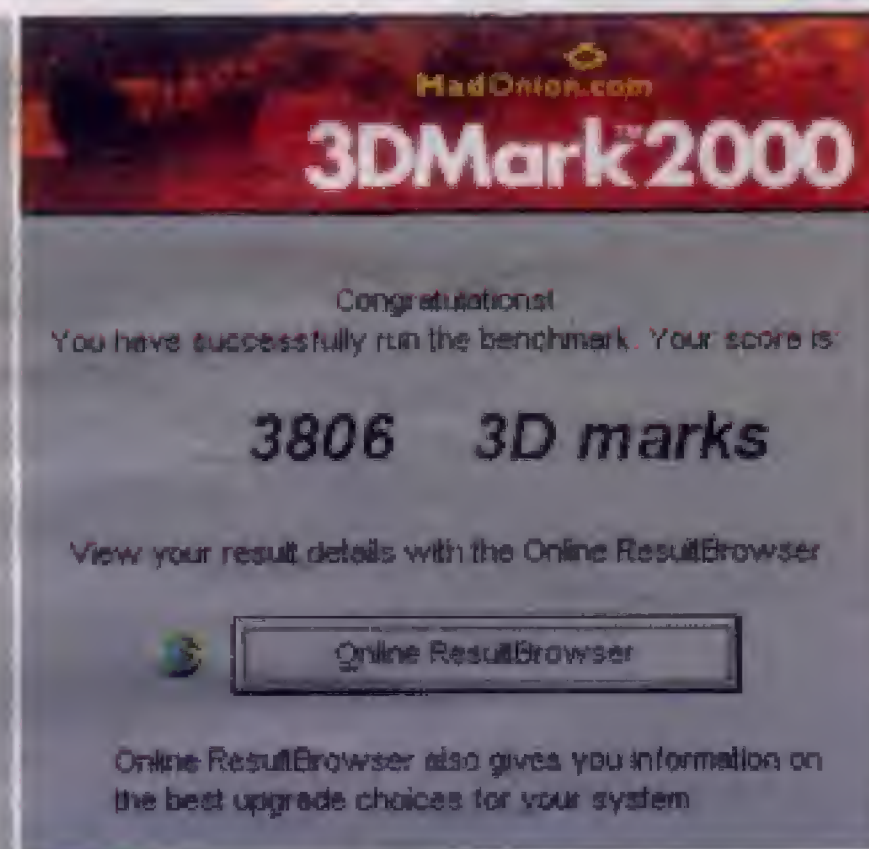 MadOnion.com
3DMark™2000
Congratulations!
You have successfully run the benchmark. Your score is:
3806 3D marks
View your result details with the Online ResultBrowser
Online ResultBrowser
Online ResultBrowser also gives you information on
the best upgrade choices for your system